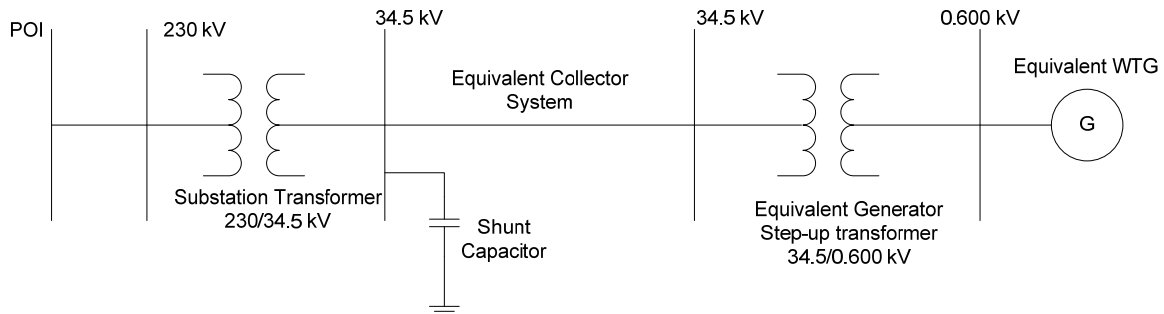 POI
230 kV
34.5 kV
34.5 kV
0.600 kV
Equivalent Collector
System
Equivalent WTG
G
Substation Transformer
230/34.5 kV
Shunt
Capacitor
Equivalent Generator
Step-up transformer
34.5/0.600 kV